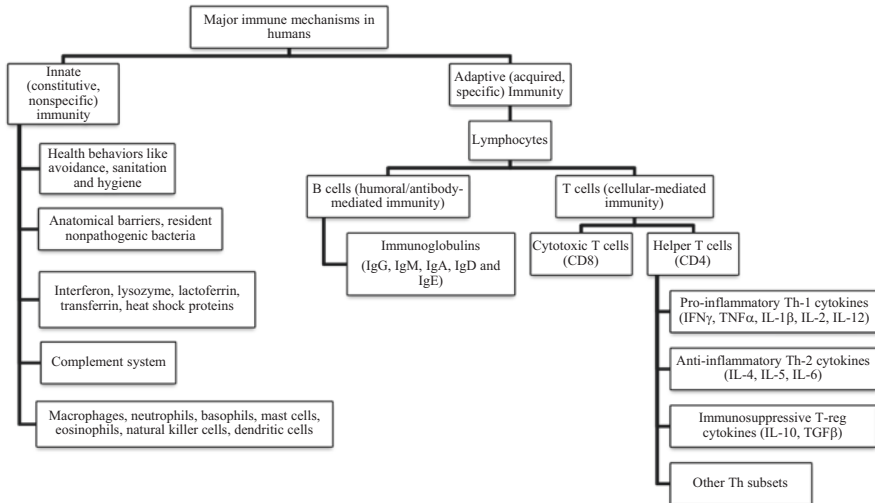 Major immune mechanisms in
humans
Innate
(constitutive,
nonspecific)
immunity
Health behaviors like
avoidance, sanitation
and hygiene
Anatomical barriers, resident
nonpathogenic bacteria
Interferon, lysozyme, lactoferrin,
transferrin, heat shock proteins
Complement system
Macrophages, neutrophils, basophils, mast cells,
eosinophils, natural killer cells, dendritic cells
Adaptive (acquired,
specific) Immunity
Lymphocytes
B cells (humoral/antibody-
mediated immunity)
Immunoglobulins
(IgG, IgM, IgA, IgD and
IgE)
T cells (cellular-mediated
immunity)
Cytotoxic T cells
(CD8)
Helper T cells
(CD4)
Pro-inflammatory Th-1 cytokines
(IFNγ, TNFα, IL-1β, IL-2, IL-12)
Anti-inflammatory Th-2 cytokines
(IL-4, IL-5, IL-6)
Immunosuppressive T-reg
cytokines (IL-10, TGFβ)
Other Th subsets